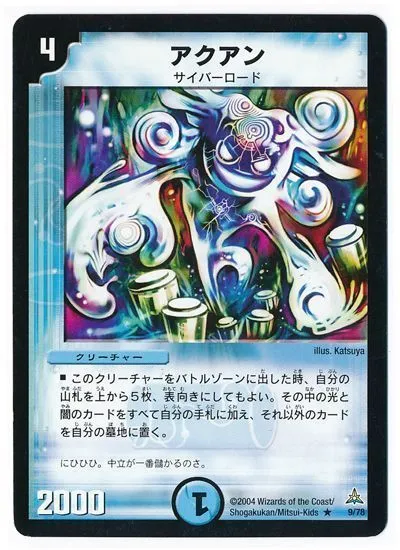 4
アクアン
サイバーロード
illus. Katsuya
クリーチャー
■ このクリーチャーをバトルゾーンに出した時、自分の
山札を上から5枚、表向きにしてもよい。その中の光と
闇のカードをすべて自分の手札に加え、それ以外のカード
を自分の墓地に置く。
にひひひ。中立が一番儲かるのさ。
2000
1
©2004 Wizards of the Coast/
Shogakukan/Mitsui-Kids ★ 9/78